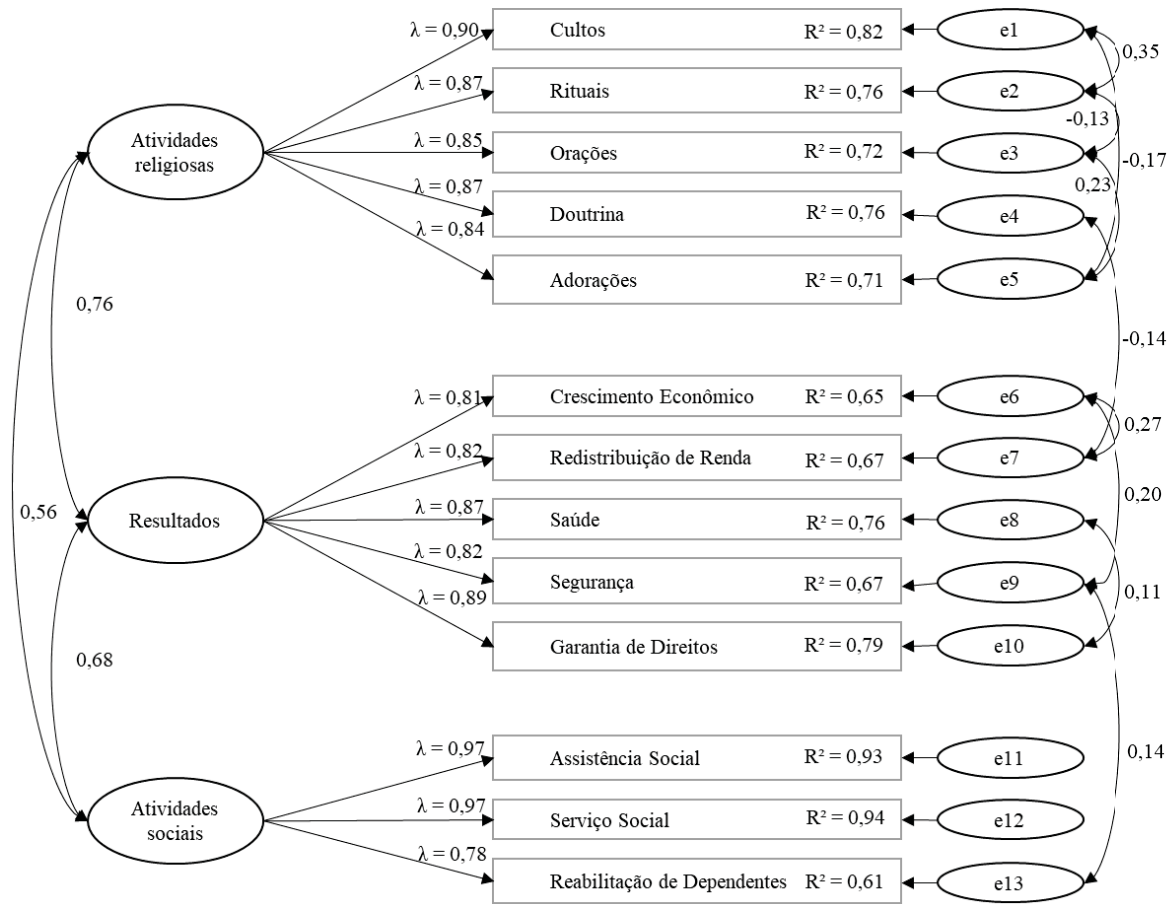 λ = 0,90
Cultos R² = 0,82 e1
0,35
λ = 0,87
Rituais R² = 0,76 e2
-0,13
Atividades
religiosas
λ = 0,85
Orações R² = 0,72 e3
-0,17
0,23
λ = 0,87
Doutrina R² = 0,76 e4
λ = 0,84
Adorações R² = 0,71 e5
0,76
-0,14
λ = 0,81
Crescimento Econômico R² = 0,65 e6
0,27
λ = 0,82
Redistribuição de Renda R² = 0,67 e7
0,20
0,56
Resultados
λ = 0,87
Saúde R² = 0,76 e8
λ = 0,82
Segurança R² = 0,67 e9
0,11
λ = 0,89
Garantia de Direitos R² = 0,79 e10
0,68
λ = 0,97
Assistência Social R² = 0,93 e11
0,14
Atividades
sociais
λ = 0,97
Serviço Social R² = 0,94 e12
λ = 0,78
Reabilitação de Dependentes R² = 0,61 e13